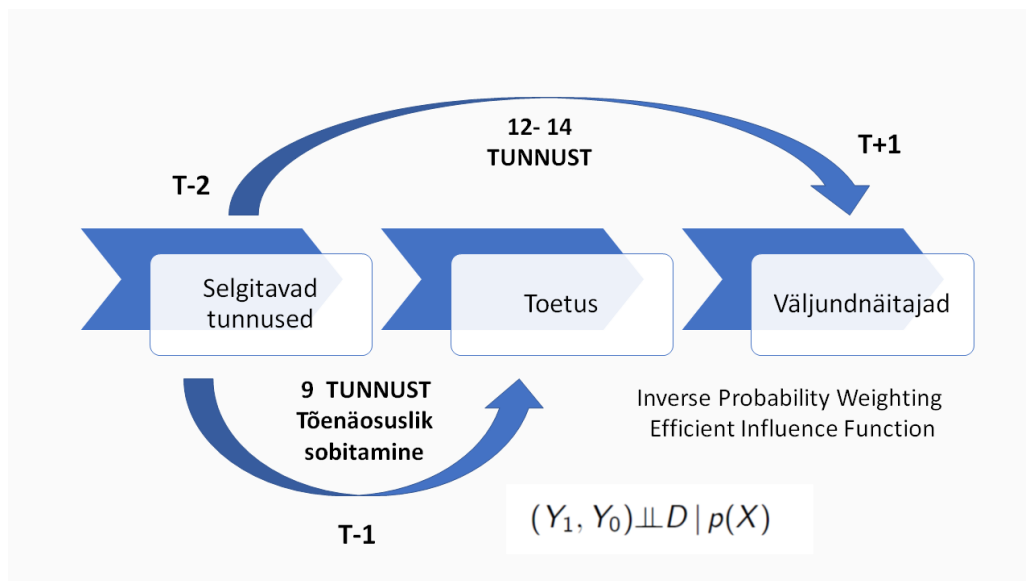 12- 14
TUNNUST
T+1
T-2
Selgitavad
tunnused
Toetus
Väljundnäitajad
9 TUNNUST
Tõenäosuslik
sobitamine
Inverse Probability Weighting
Efficient Influence Function
T-1
(Y₁, Y₀)⫫D | p(X)